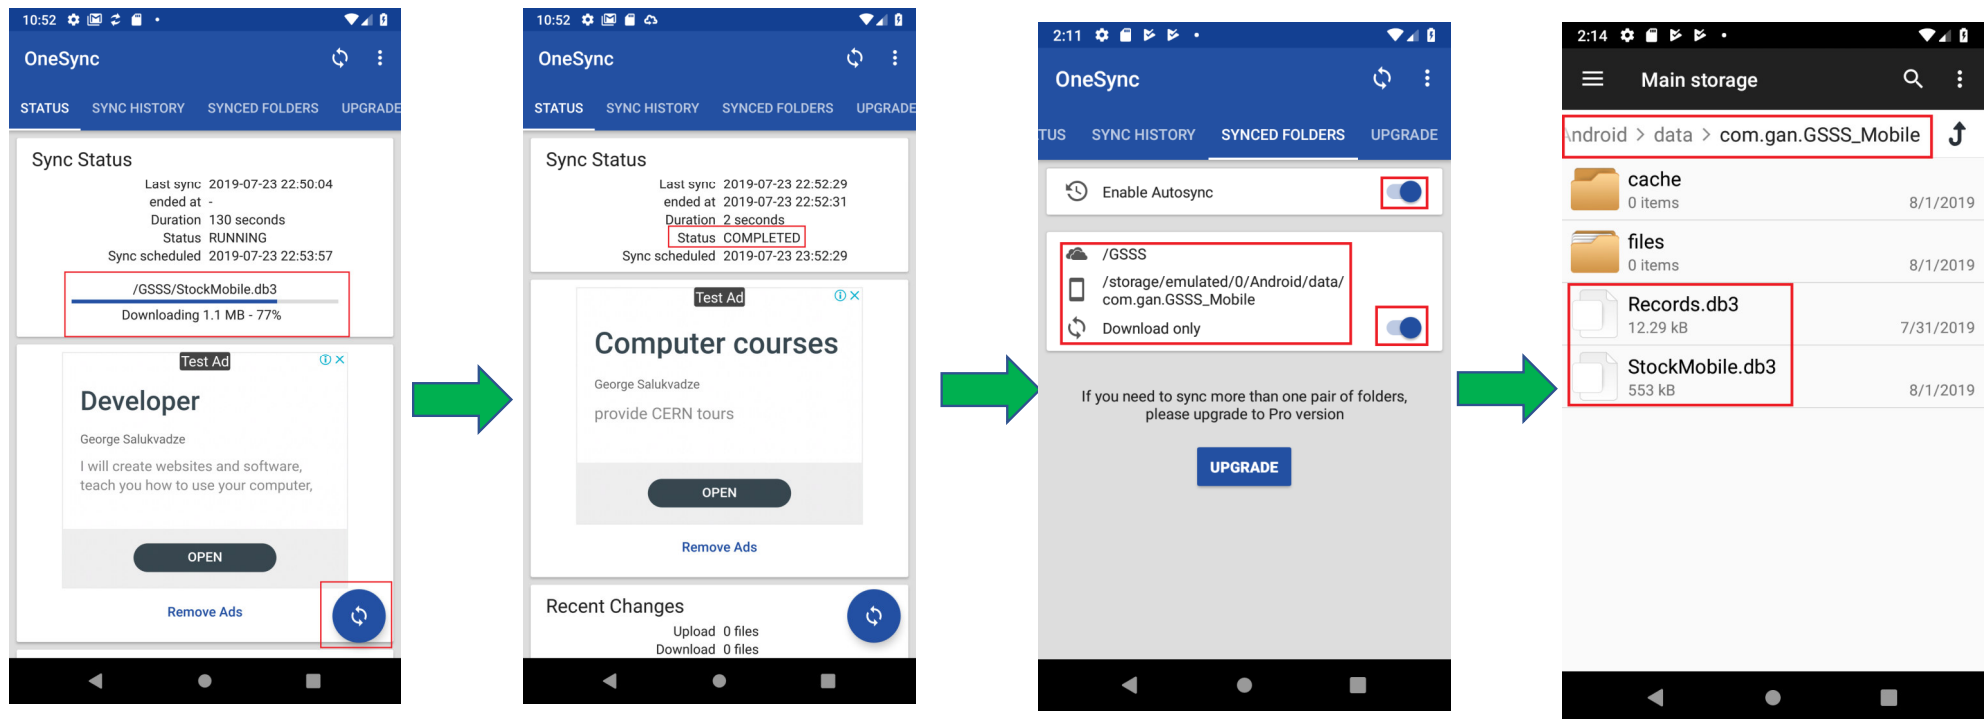 10:52
OneSync
STATUS SYNC HISTORY SYNCED FOLDERS UPGRADE
Sync Status
Last sync 2019-07-23 22:50:04
ended at -
Duration 130 seconds
Status RUNNING
Sync scheduled 2019-07-23 22:53:57
/GSSS/StockMobile.db3
Downloading 1.1 MB - 77%
Test Ad
Developer
George Salukvadze
I will create websites and software,
teach you how to use your computer,
OPEN
Remove Ads
10:52
OneSync
STATUS SYNC HISTORY SYNCED FOLDERS UPGRADE
Sync Status
Last sync 2019-07-23 22:52:29
ended at 2019-07-23 22:52:31
Duration 2 seconds
Status COMPLETED
Sync scheduled 2019-07-23 23:52:29
Test Ad
Computer courses
George Salukvadze
provide CERN tours
OPEN
Remove Ads
Recent Changes
Upload 0 files
Download 0 files
2:11
OneSync
TUS SYNC HISTORY SYNCED FOLDERS UPGRADE
Enable Autosync
/GSSS
/storage/emulated/0/Android/data/
com.gan.GSSS_Mobile
Download only
If you need to sync more than one pair of folders,
please upgrade to Pro version
UPGRADE
2:14
Main storage
Android > data > com.gan.GSSS_Mobile
cache
0 items 8/1/2019
files
0 items 8/1/2019
Records.db3
12.29 kB 7/31/2019
StockMobile.db3
553 kB 8/1/2019